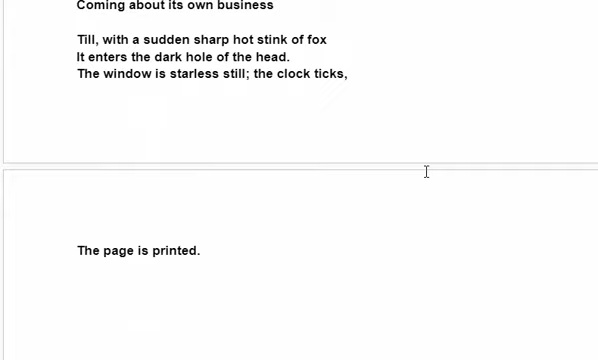 Coming about its own business
Till, with a sudden sharp hot stink of fox
It enters the dark hole of the head.
The window is starless still; the clock ticks,
The page is printed.